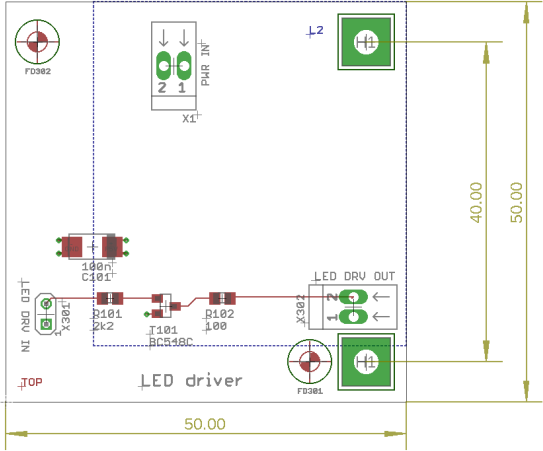 L2
H1
FD302
PWR IN
2 1
X1
40.00
50.00
100n
C101
LED DRV OUT
LED DRV IN
X301
1
R101
2k2
T101
BC548C
R102
100
X302
2
1
H1
FD301
TOP
LED driver
50.00